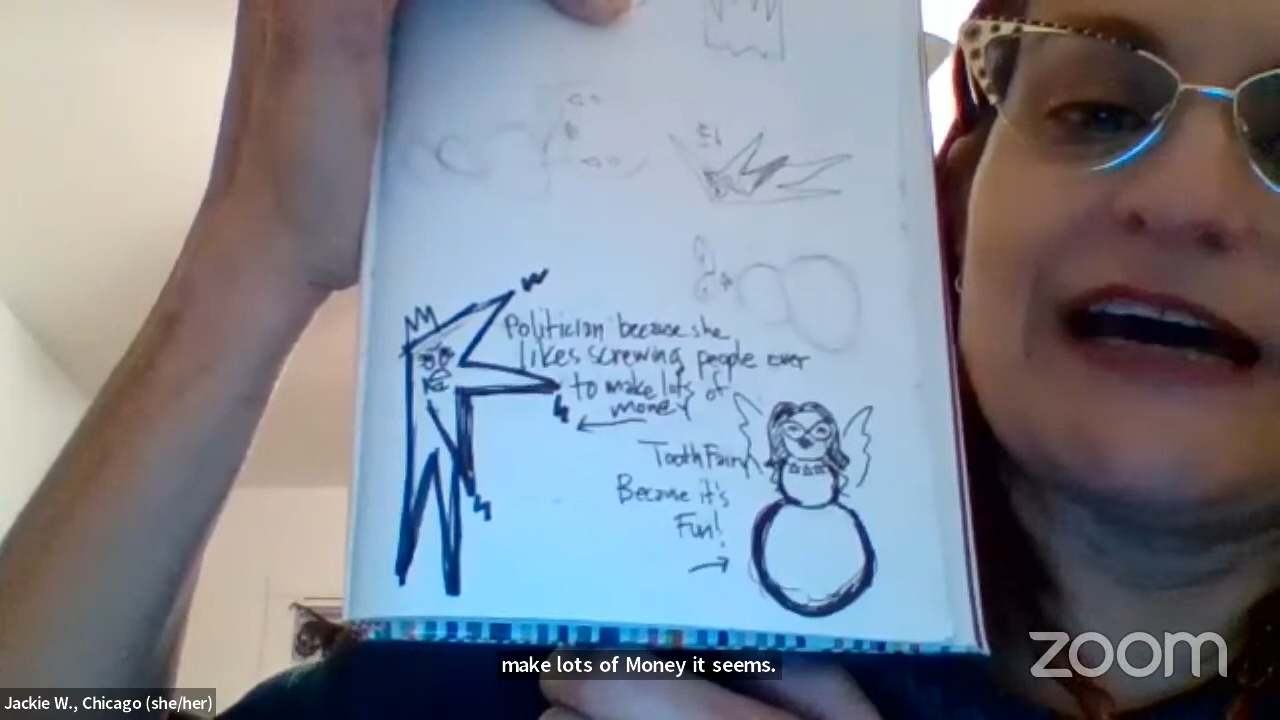 Politician because she
likes screwing people over
to make lots of
money
Tooth Fairy
Because it's
Fun!
make lots of Money it seems.
zoom
Jackie W., Chicago (she/her)